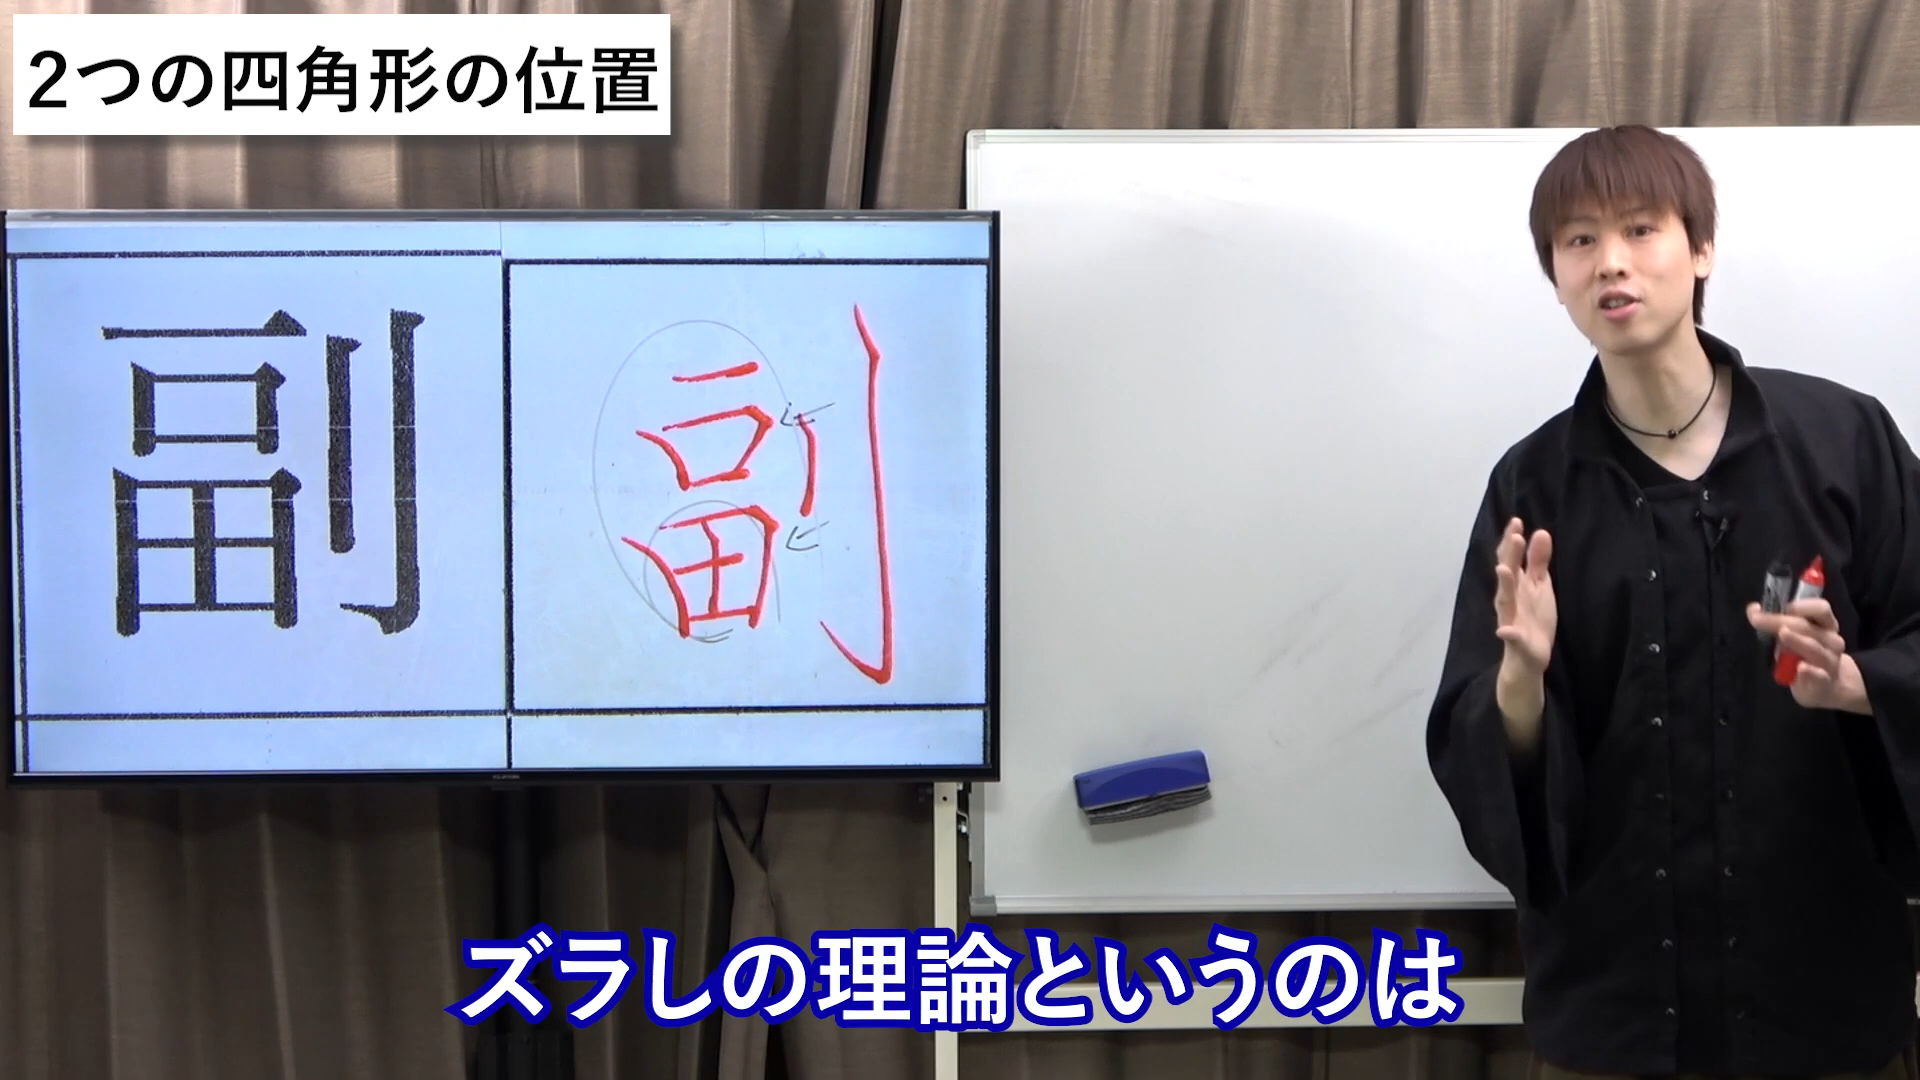 2つの四角形の位置
副 副
ズラしの理論というのは